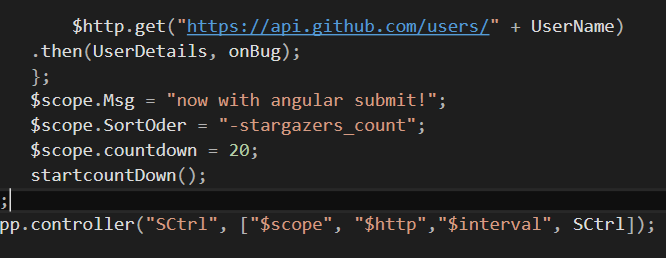 $http.get("https://api.github.com/users/" + UserName)
.then(UserDetails, onBug);
};
$scope.Msg = "now with angular submit!";
$scope.SortOder = "-stargazers_count";
$scope.countdown = 20;
startcountDown();
;
pp.controller("SCtrl", ["$scope", "$http","$interval", SCtrl]);